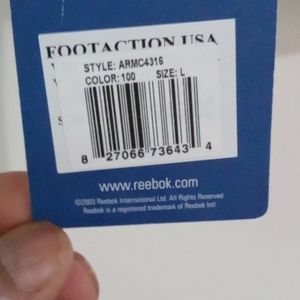 FOOTACTION USA
STYLE: ARMC4316
COLOR: 100 SIZE: L
8 27066 73643 4
www.reebok.com
©2003 Reebok International Ltd. All Rights Reserved
Reebok is a registered trademark of Reebok Intl